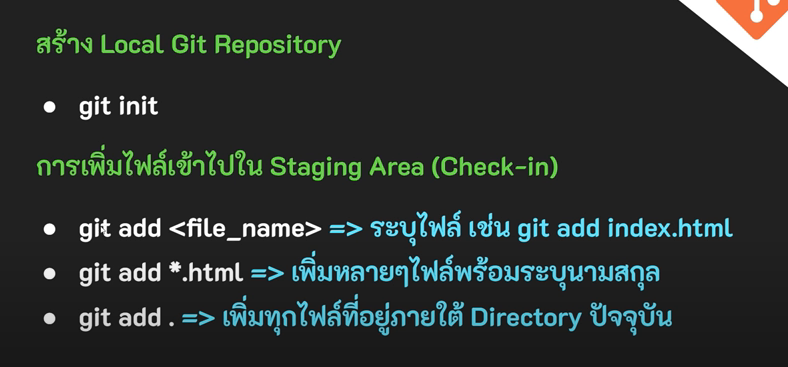 สร้าง Local Git Repository
● git init
การเพิ่มไฟล์เข้าไปใน Staging Area (Check-in)
● git add <file_name> => ระบุไฟล์ เช่น git add index.html
● git add *.html => เพิ่มหลายๆไฟล์พร้อมระบุนามสกุล
● git add . => เพิ่มทุกไฟล์ที่อยู่ภายใต้ Directory ปัจจุบัน